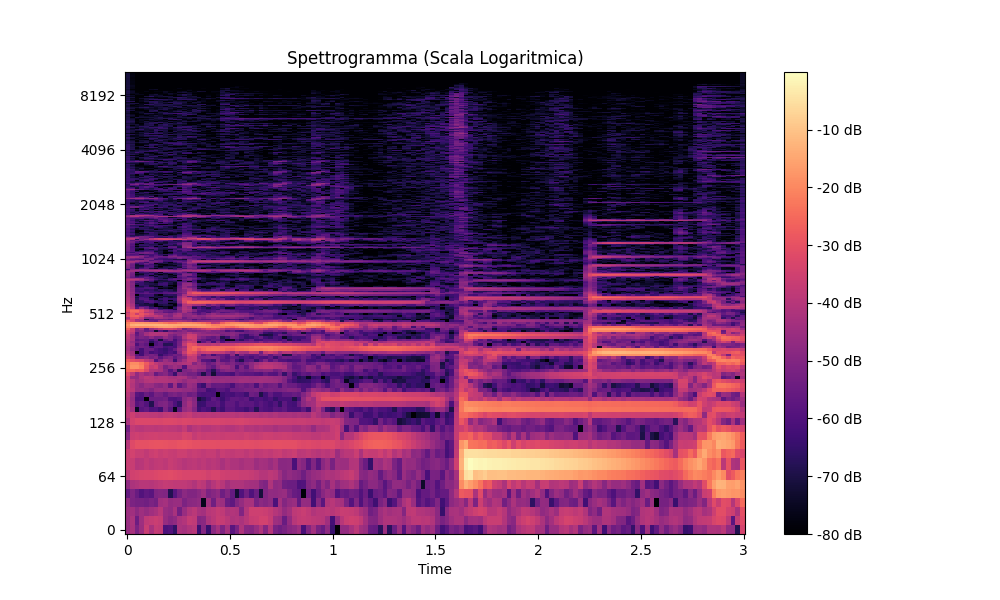 Spettrogramma (Scala Logaritmica)
8192
4096
2048
1024
512
256
128
64
0
Hz
0
0.5
1
1.5
2
2.5
3
Time
-10 dB
-20 dB
-30 dB
-40 dB
-50 dB
-60 dB
-70 dB
-80 dB